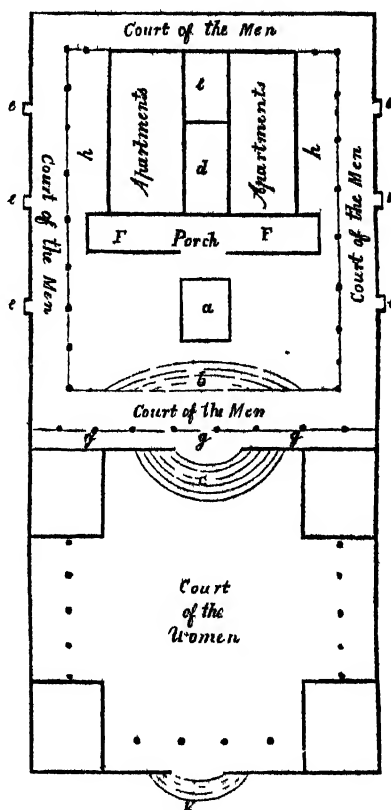 Court of the Men
h
Apartments
e
d
Apartments
h
e
e
e
Court of the Men
Court of the Men
F Porch F
a
b
Court of the Men
g
g
c
Court
of the
Women
K